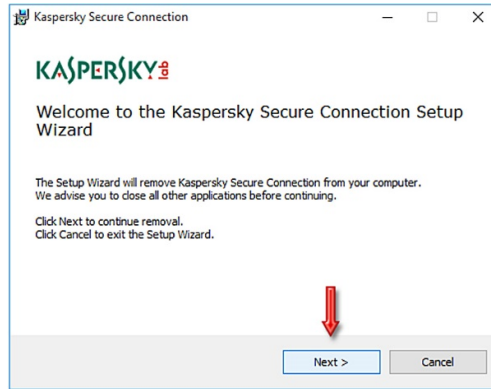 Kaspersky Secure Connection
KASPERSKY lab
Welcome to the Kaspersky Secure Connection Setup
Wizard
The Setup Wizard will remove Kaspersky Secure Connection from your computer.
We advise you to close all other applications before continuing.
Click Next to continue removal.
Click Cancel to exit the Setup Wizard.
Next >
Cancel